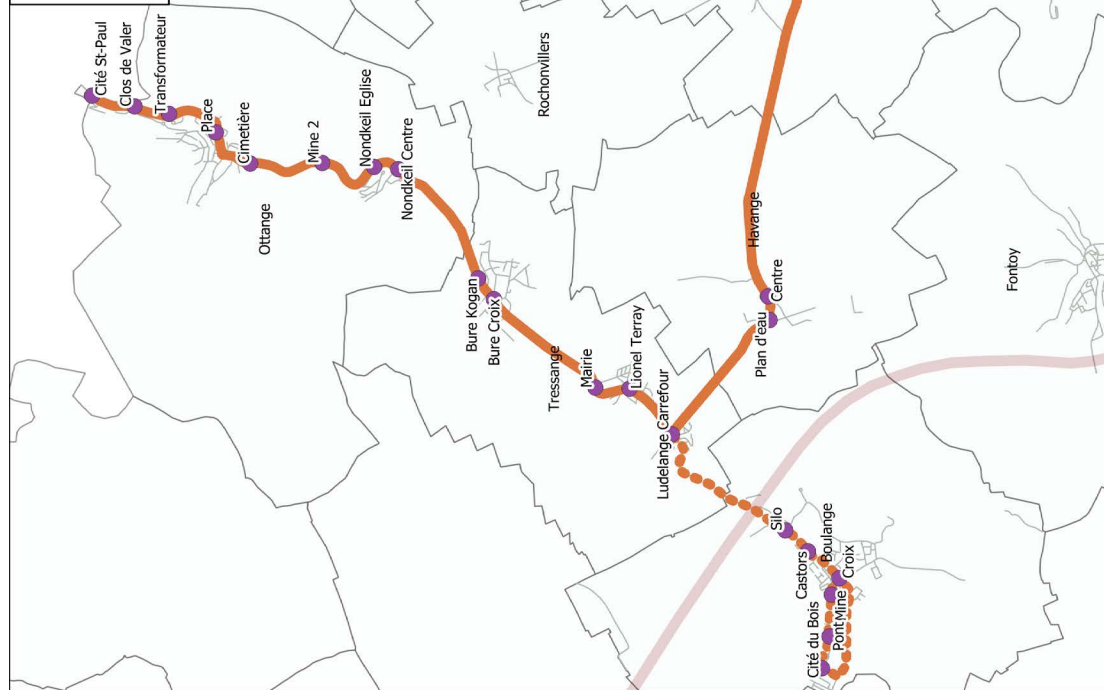 Cité St-Paul
Clos de Valer
Transformateur
Place
Cimetière
Mine 2
Nondkeil Eglise
Nondkeil Centre
Rochonvillers
Ottange
Bure Kogan
Bure Croix
Tressange
Mairie
Lionel Terray
Ludelange Carrefour
Havange
Centre
Plan d'eau
Fontoy
Silo
Castors
Boulange
Croix
Cité du Bois
Pont
Mine